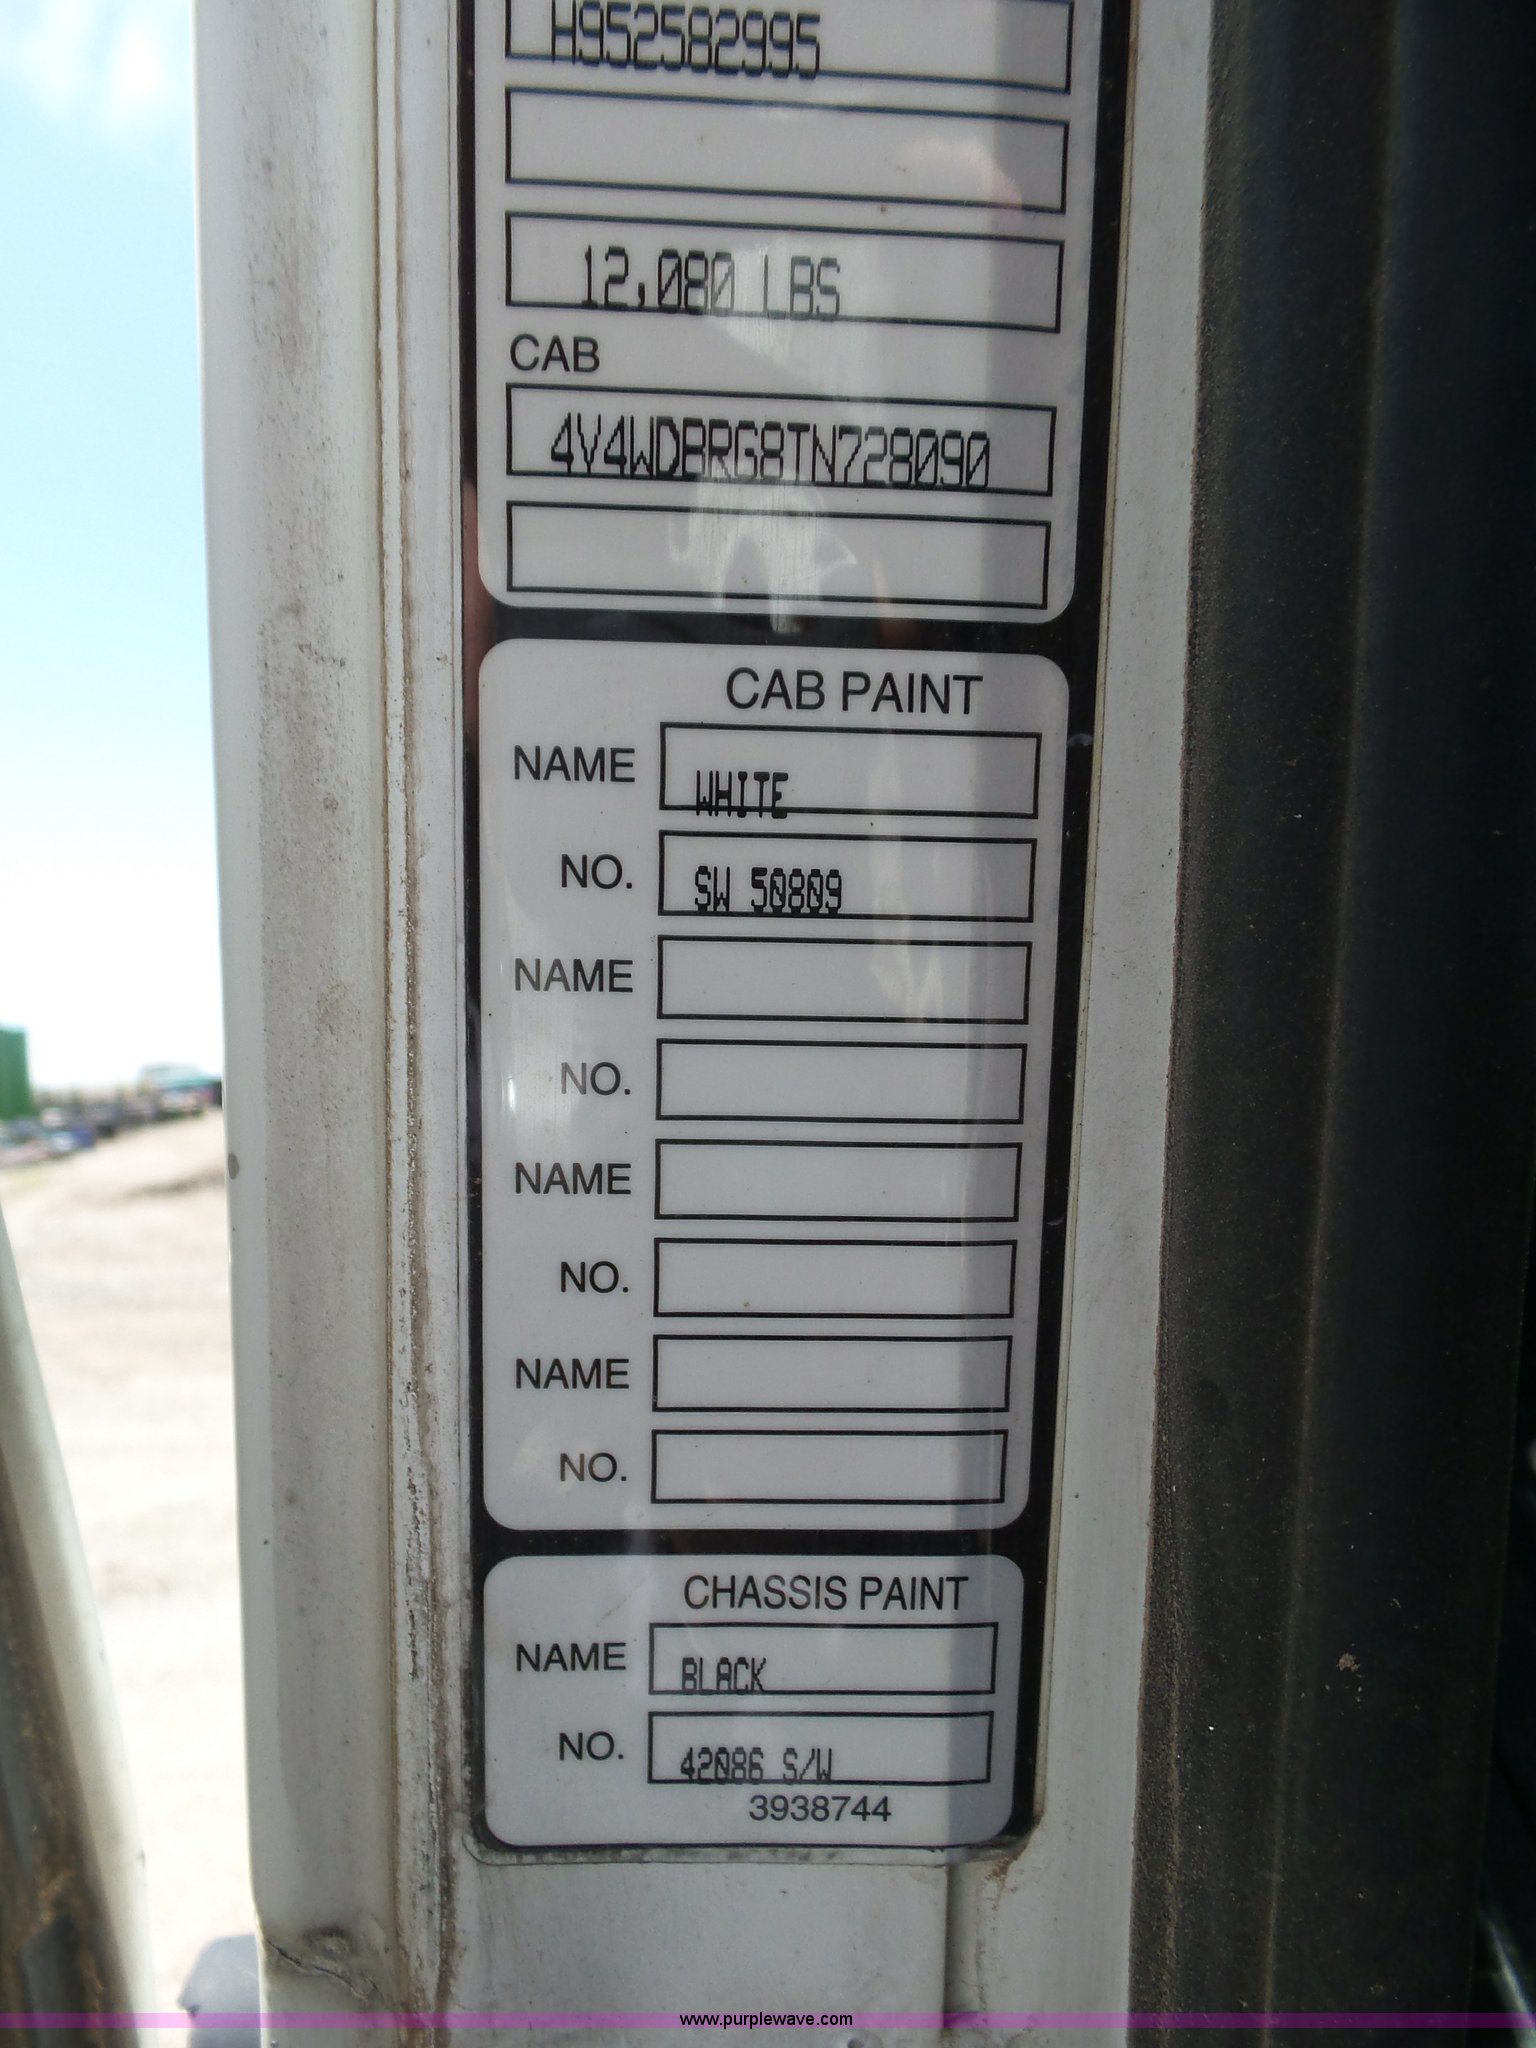 H952582995
12,080 LBS
CAB
4V4WDBRG8TN728090
CAB PAINT
NAME WHITE
NO. SW 50809
NAME
NO.
NAME
NO.
NAME
NO.
CHASSIS PAINT
NAME BLACK
NO. 42086 S/W
3938744
www.purplewave.com